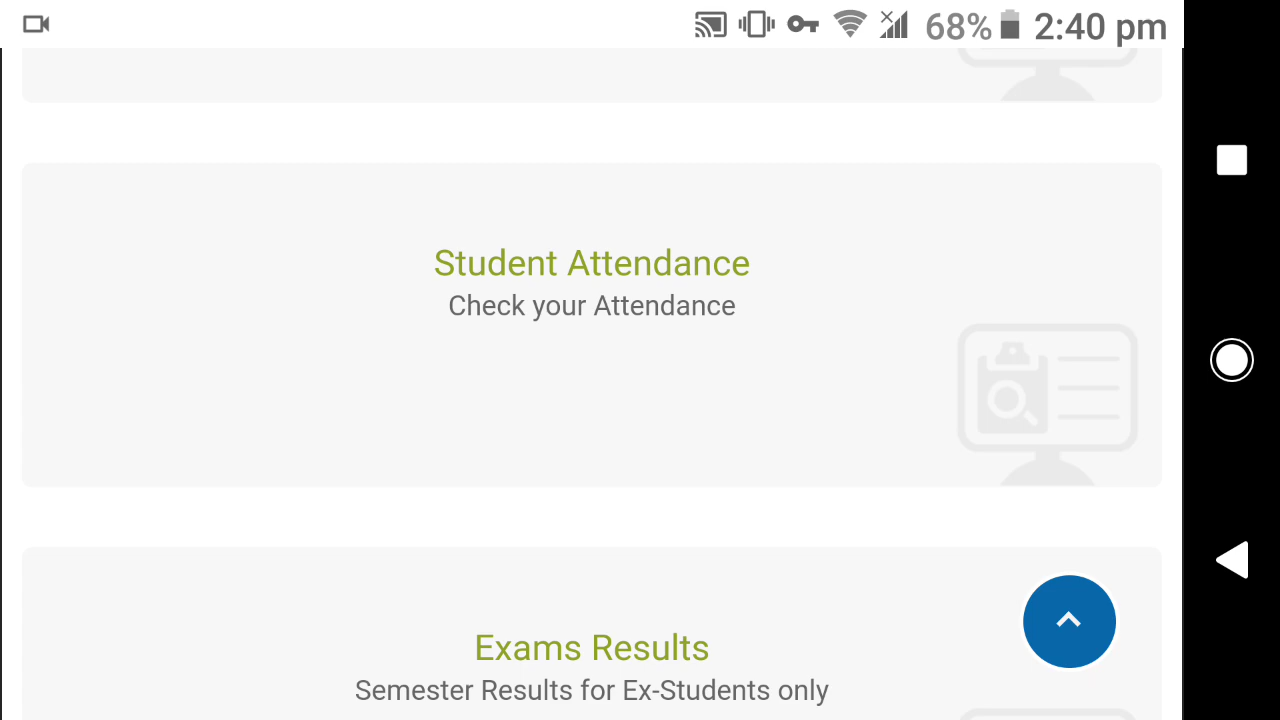 68% 2:40 pm
Student Attendance
Check your Attendance
Exams Results
Semester Results for Ex-Students only